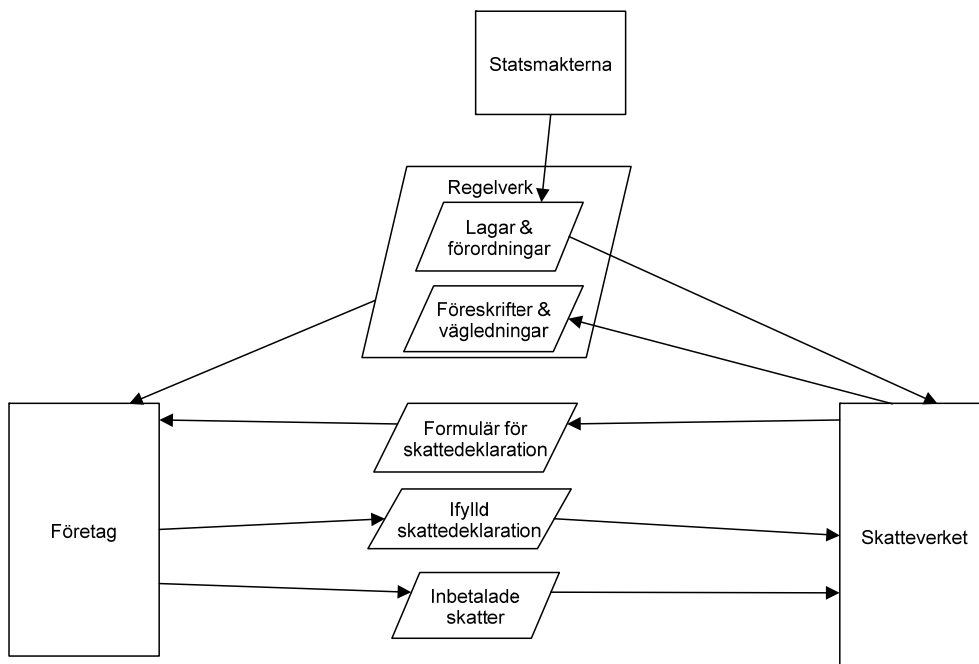 Statsmakterna
Regelverk
Lagar &
förordningar
Föreskrifter &
vägledningar
Formulär för
skattedeklaration
Företag
Ifylld
skattedeklaration
Skatteverket
Inbetalade
skatter